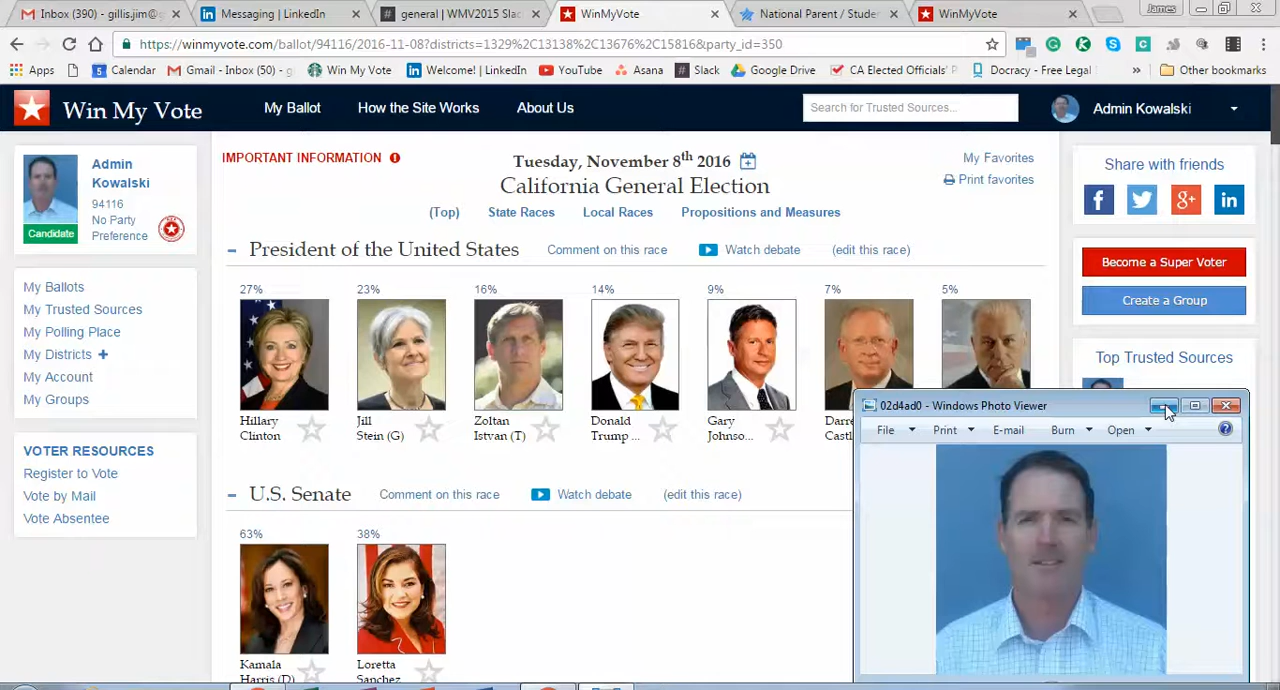 Inbox (390) - gillis.jim@
Messaging | LinkedIn
general | WMV2015 Slac
WinMyVote
National Parent / Studen
WinMyVote
James
https://winmyvote.com/ballot/94116/2016-11-08?districts=1329%2C13138%2C13676%2C15816&party_id=350
Apps
Calendar
Gmail - Inbox (50) - g
Win My Vote
Welcome! | LinkedIn
YouTube
Asana
Slack
Google Drive
CA Elected Officials'
Docracy - Free Legal
»
Other bookmarks
Win My Vote
My Ballot
How the Site Works
About Us
Search for Trusted Sources...
Admin Kowalski
Admin
Kowalski
94116
No Party
Preference
Candidate
My Ballots
My Trusted Sources
My Polling Place
My Districts +
My Account
My Groups
VOTER RESOURCES
Register to Vote
Vote by Mail
Vote Absentee
IMPORTANT INFORMATION
Tuesday, November 8th 2016
California General Election
My Favorites
Print favorites
(Top)
State Races
Local Races
Propositions and Measures
– President of the United States
Comment on this race
Watch debate
(edit this race)
27%
23%
16%
14%
9%
7%
5%
Hillary
Clinton
Jill
Stein (G)
Zoltan
Istvan (T)
Donald
Trump ...
Gary
Johnso...
Darre
Castl
– U.S. Senate
Comment on this race
Watch debate
(edit this race)
63%
38%
Kamala
Harris (D)
Loretta
Sanchez
Share with friends
Become a Super Voter
Create a Group
Top Trusted Sources
02d4ad0 - Windows Photo Viewer
File
Print
E-mail
Burn
Open